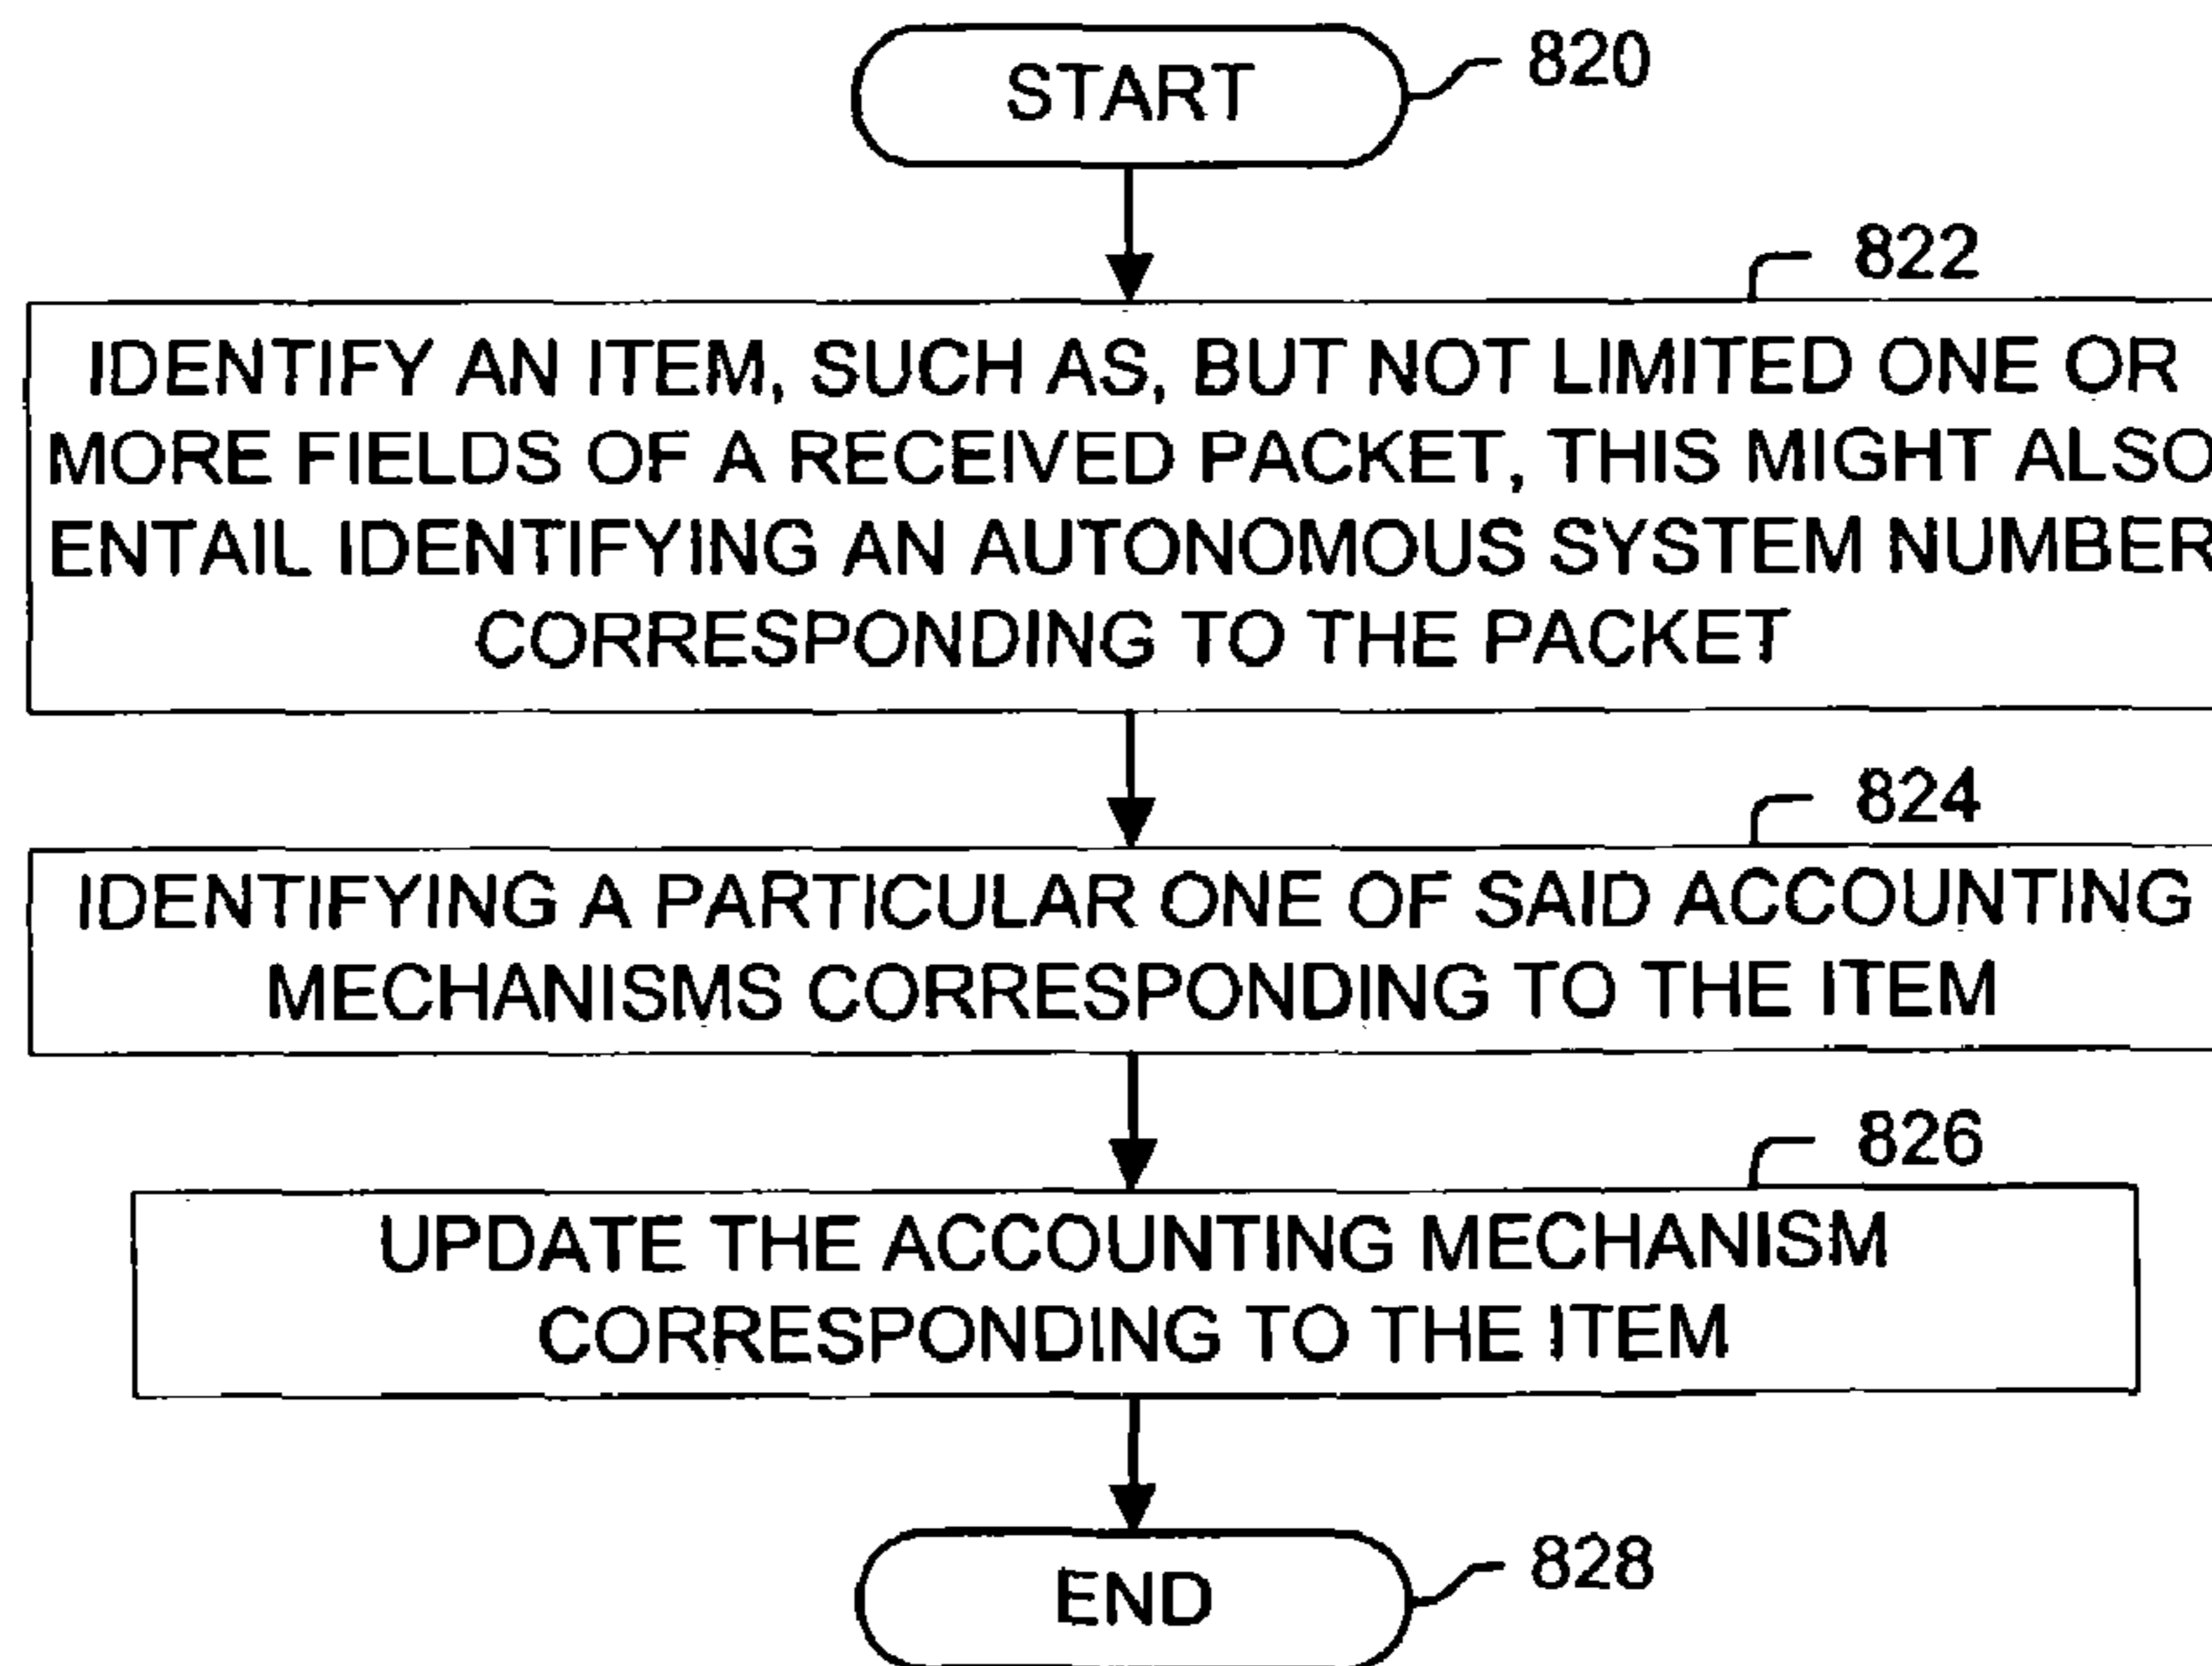 START
820
822
IDENTIFY AN ITEM, SUCH AS, BUT NOT LIMITED ONE OR
MORE FIELDS OF A RECEIVED PACKET, THIS MIGHT ALSO
ENTAIL IDENTIFYING AN AUTONOMOUS SYSTEM NUMBER
CORRESPONDING TO THE PACKET
824
IDENTIFYING A PARTICULAR ONE OF SAID ACCOUNTING
MECHANISMS CORRESPONDING TO THE ITEM
826
UPDATE THE ACCOUNTING MECHANISM
CORRESPONDING TO THE ITEM
END
828